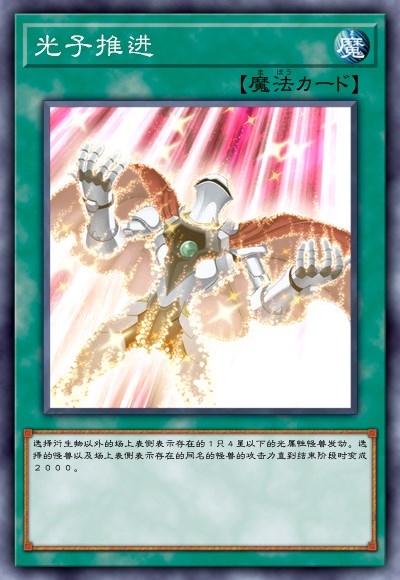 光子推进
魔
【魔法カード】
まほう
选择衍生物以外的场上表侧表示存在的1只4星以下的光属性怪兽发动。选
择的怪兽以及场上表侧表示存在的同名的怪兽的攻击力直到结束阶段时变成
2000。